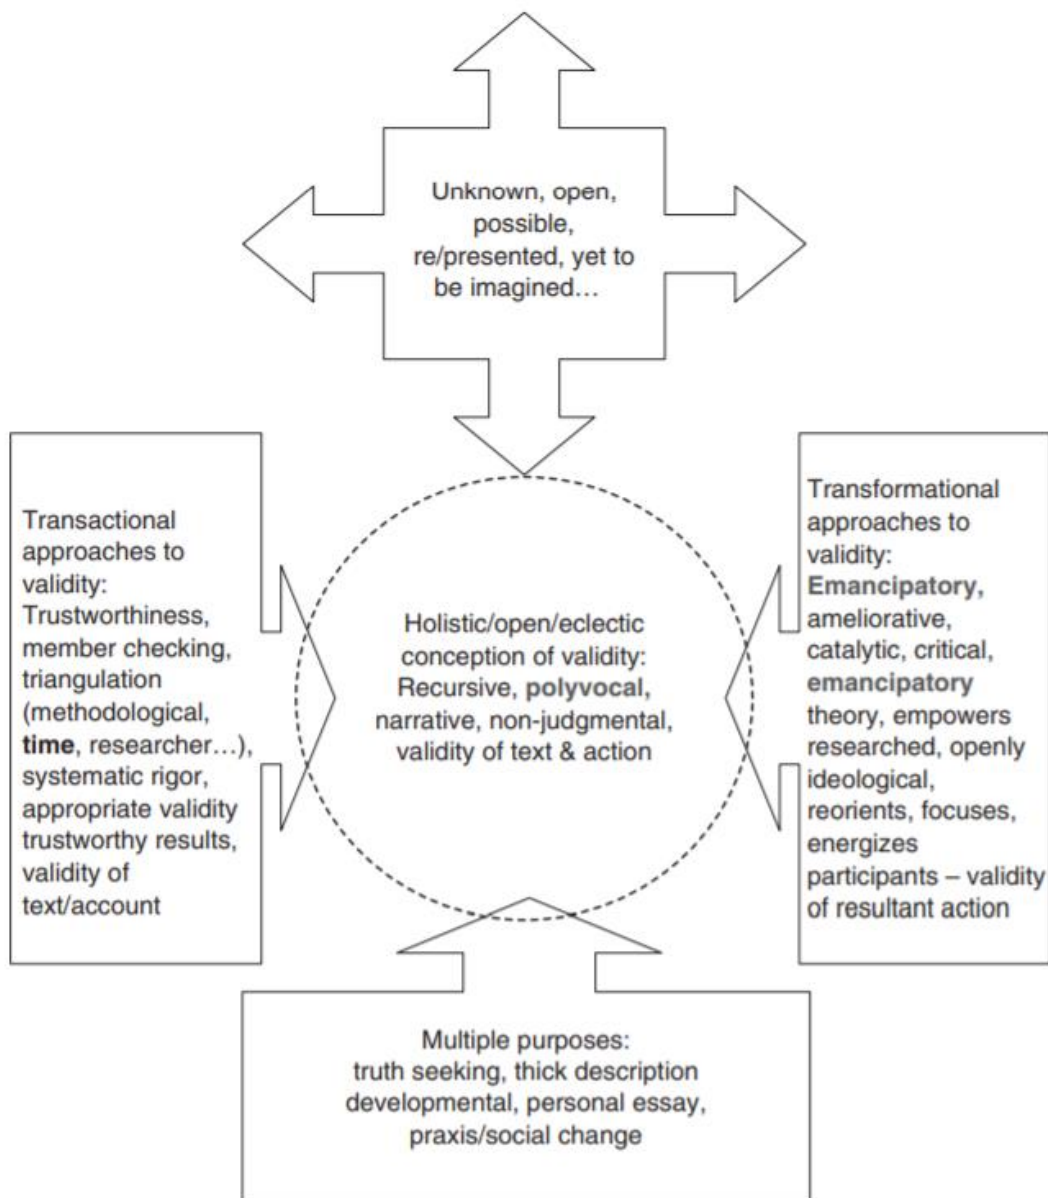 Unknown, open,
possible,
re/presented, yet to
be imagined…
Transactional
approaches to
validity:
Trustworthiness,
member checking,
triangulation
(methodological,
time, researcher…),
systematic rigor,
appropriate validity
trustworthy results,
validity of
text/account
Holistic/open/eclectic
conception of validity:
Recursive, polyvocal,
narrative, non-judgmental,
validity of text & action
Transformational
approaches to
validity:
Emancipatory,
ameliorative,
catalytic, critical,
emancipatory
theory, empowers
researched, openly
ideological,
reorients, focuses,
energizes
participants – validity
of resultant action
Multiple purposes:
truth seeking, thick description
developmental, personal essay,
praxis/social change